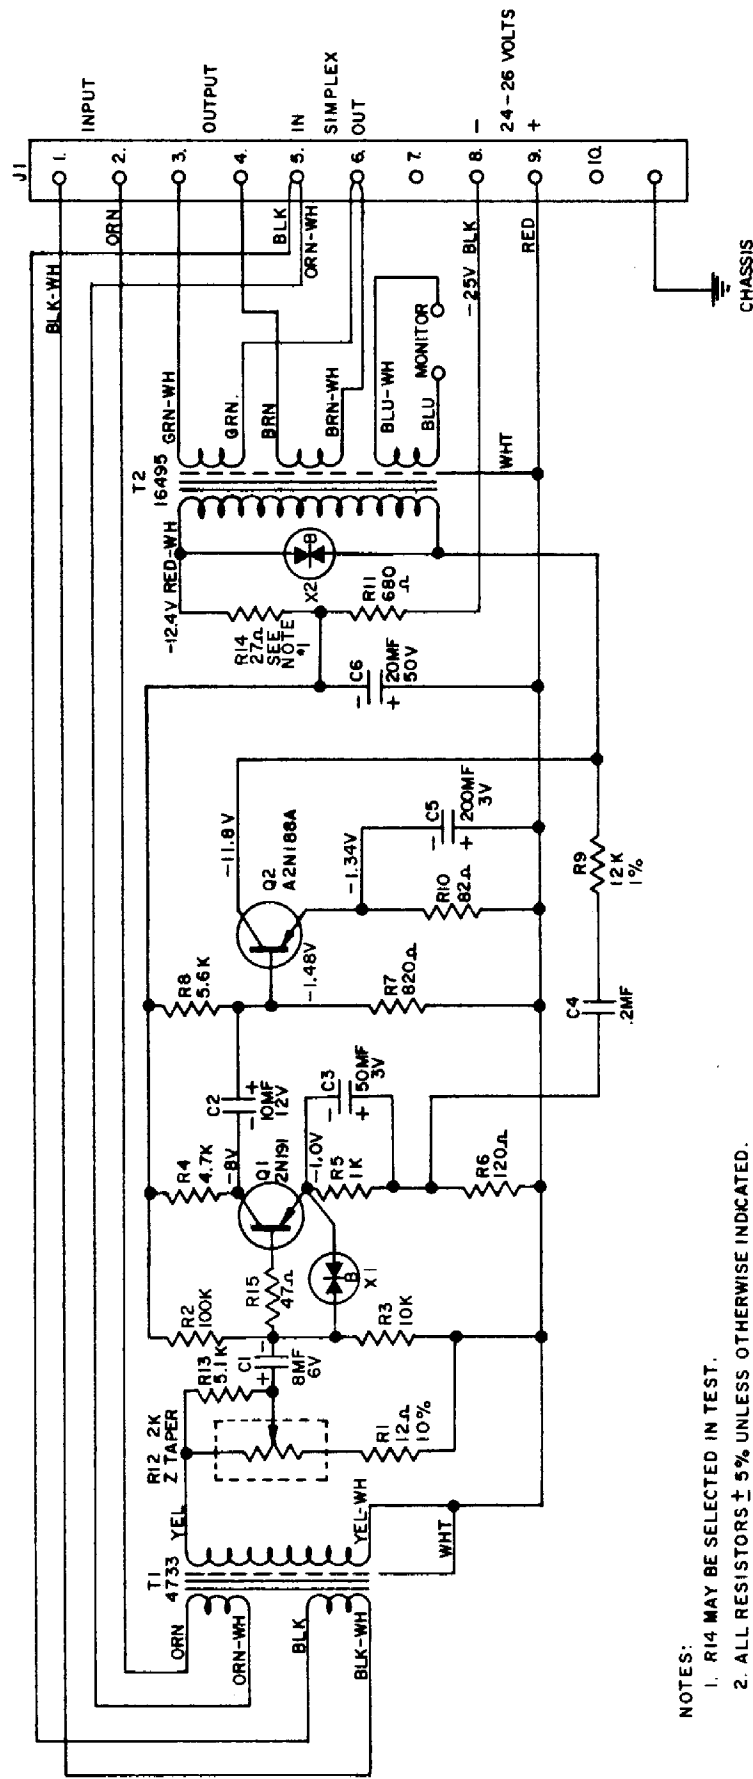 J1
1.
2.
3.
4.
5.
6.
7.
8.
9.
10.
INPUT
OUTPUT
IN
SIMPLEX
OUT
-
24-26 VOLTS
+
CHASSIS
BLK-WH
ORN
BLK
ORN-WH
-25V BLK
RED
GRN-WH
GRN.
BRN
BRN-WH
BLU-WH
BLU
MONITOR
WHT
T2
16495
-12.4V RED-WH
B
X2
R14
27Ω
SEE
NOTE
*1
R11
680
Ω
- C6
+ 20MF
50V
-11.8V
Q2
A2N188A
-1.34V
-1.48V
- C5
+ 200MF
3V
R10
82Ω
R9
12K
1%
R8
5.6K
R7
820Ω
C4
.2MF
C2
- +
10MF
12V
R4
4.7K
-8V
Q1
2N191
-1.0V
- C3
+ 50MF
3V
R5
1K
R6
120Ω
R15
47Ω
B
X1
R2
100K
R3
10K
R13
5.1K
C1
+ -
8MF
6V
R12 2K
Z TAPER
R1
12Ω
10%
YEL
YEL-WH
WHT
T1
4733
ORN
ORN-WH
BLK
BLK-WH
NOTES:
1. R14 MAY BE SELECTED IN TEST.
2. ALL RESISTORS ± 5% UNLESS OTHERWISE INDICATED.